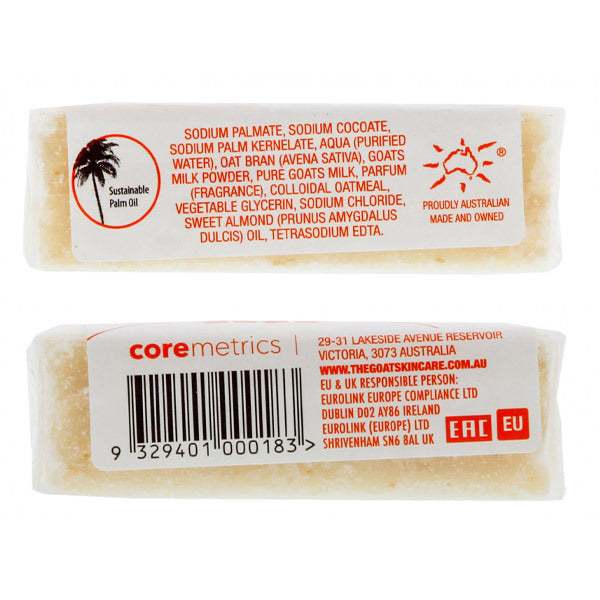 SODIUM PALMATE, SODIUM COCOATE,
SODIUM PALM KERNELATE, AQUA (PURIFIED
WATER), OAT BRAN (AVENA SATIVA), GOATS
MILK POWDER, PURE GOATS MILK, PARFUM
(FRAGRANCE), COLLOIDAL OATMEAL,
VEGETABLE GLYCERIN, SODIUM CHLORIDE,
SWEET ALMOND (PRUNUS AMYGDALUS
DULCIS) OIL, TETRASODIUM EDTA.
Sustainable
Palm Oil
®
PROUDLY AUSTRALIAN
MADE AND OWNED
coremetrics |
29-31 LAKESIDE AVENUE RESERVOIR
VICTORIA, 3073 AUSTRALIA
WWW.THEGOATSKINCARE.COM.AU
EU & UK RESPONSIBLE PERSON:
EUROLINK EUROPE COMPLIANCE LTD
DUBLIN D02 AY86 IRELAND
EUROLINK (EUROPE) LTD
SHRIVENHAM SN6 8AL UK
EAC EU
9 329401 000183 >